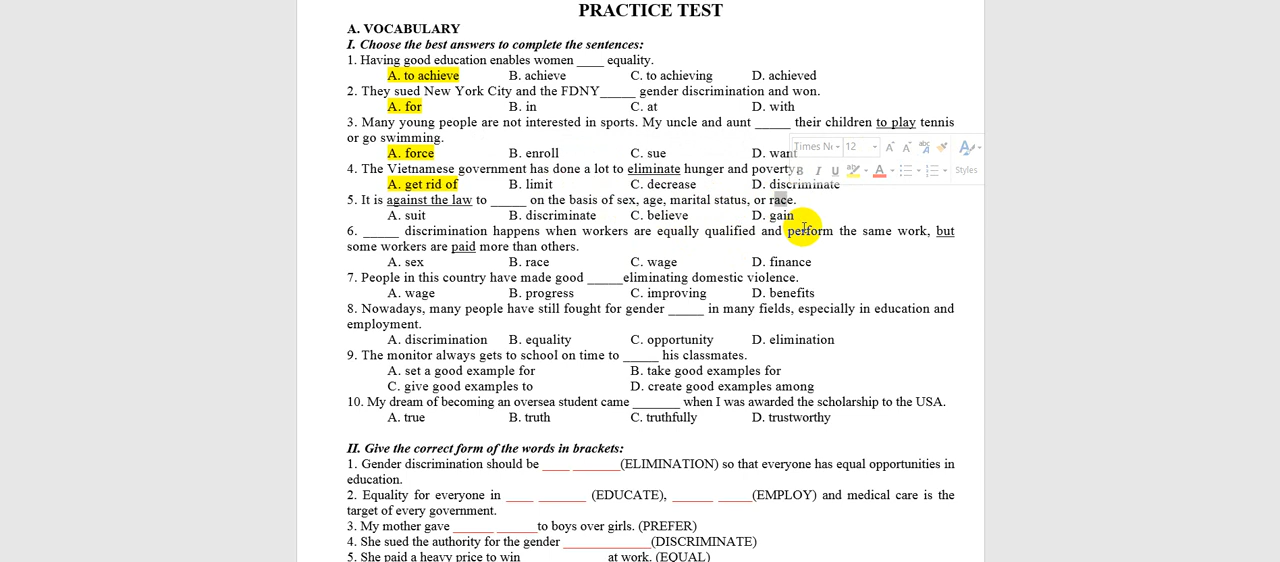 PRACTICE TEST
A. VOCABULARY
I. Choose the best answers to complete the sentences:
1. Having good education enables women ____ equality.
A. to achieve B. achieve C. to achieving D. achieved
2. They sued New York City and the FDNY_____ gender discrimination and won.
A. for B. in C. at D. with
3. Many young people are not interested in sports. My uncle and aunt _____ their children to play tennis
or go swimming.
A. force B. enroll C. sue D. want
Times N 12
4. The Vietnamese government has done a lot to eliminate hunger and poverty
B I U A Styles
A. get rid of B. limit C. decrease D. discriminate
5. It is against the law to _____ on the basis of sex, age, marital status, or race.
A. suit B. discriminate C. believe D. gain
6. _____ discrimination happens when workers are equally qualified and perform the same work, but
some workers are paid more than others.
A. sex B. race C. wage D. finance
7. People in this country have made good _____eliminating domestic violence.
A. wage B. progress C. improving D. benefits
8. Nowadays, many people have still fought for gender _____ in many fields, especially in education and
employment.
A. discrimination B. equality C. opportunity D. elimination
9. The monitor always gets to school on time to _____ his classmates.
A. set a good example for B. take good examples for
C. give good examples to D. create good examples among
10. My dream of becoming an oversea student came _______ when I was awarded the scholarship to the USA.
A. true B. truth C. truthfully D. trustworthy
II. Give the correct form of the words in brackets:
1. Gender discrimination should be ____ _______(ELIMINATION) so that everyone has equal opportunities in
education.
2. Equality for everyone in ____ _______ (EDUCATE), ______ _____(EMPLOY) and medical care is the
target of every government.
3. My mother gave ______ ______to boys over girls. (PREFER)
4. She sued the authority for the gender _____________(DISCRIMINATE)
5. She paid a heavy price to win ____________ at work. (EQUAL)